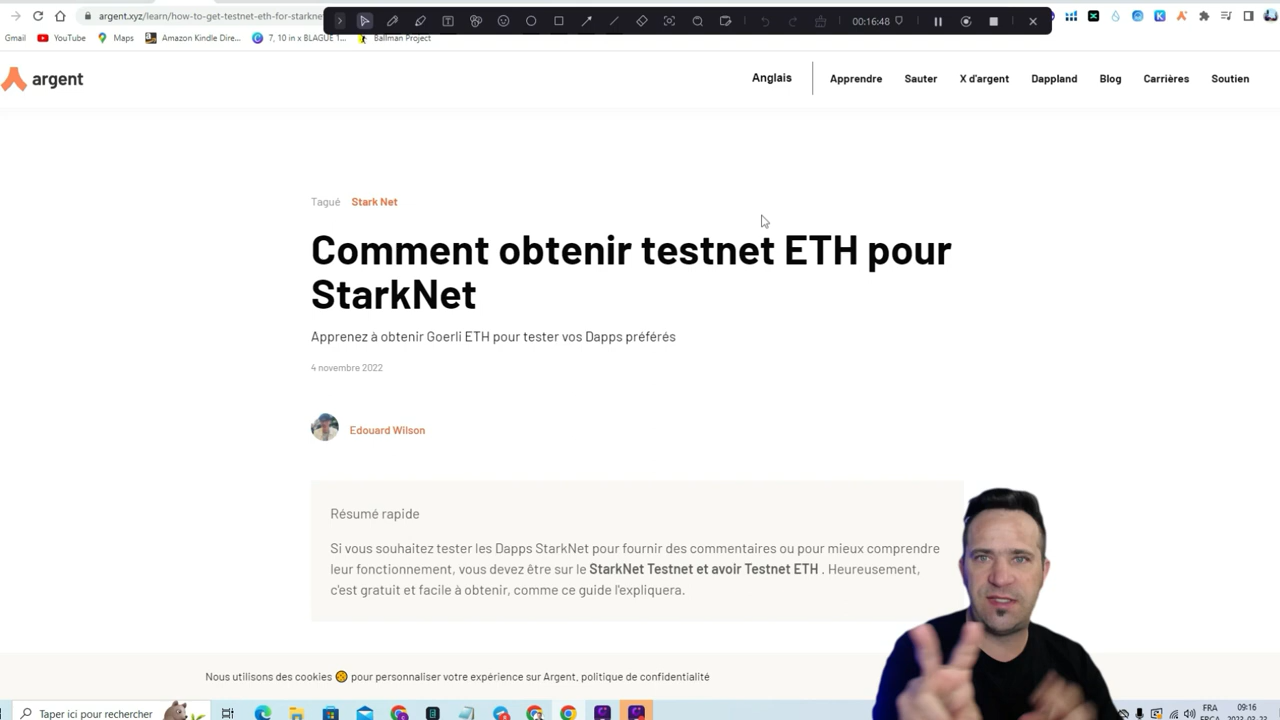 argent.xyz/learn/how-to-get-testnet-eth-for-starkne
00:16:48
Gmail
YouTube
Maps
Amazon Kindle Dire...
7, 10 in x BLAGUE 1...
Ballman Project
argent
Anglais
Apprendre
Sauter
X d'argent
Dappland
Blog
Carrières
Soutien
Tagué Stark Net
Comment obtenir testnet ETH pour
StarkNet
Apprenez à obtenir Goerli ETH pour tester vos Dapps préférés
4 novembre 2022
Edouard Wilson
Résumé rapide
Si vous souhaitez tester les Dapps StarkNet pour fournir des commentaires ou pour mieux comprendre
leur fonctionnement, vous devez être sur le StarkNet Testnet et avoir Testnet ETH . Heureusement,
c'est gratuit et facile à obtenir, comme ce guide l'expliquera.
Nous utilisons des cookies 🍪 pour personnaliser votre expérience sur Argent. politique de confidentialité
Taper ici pour rechercher
FRA
09:16